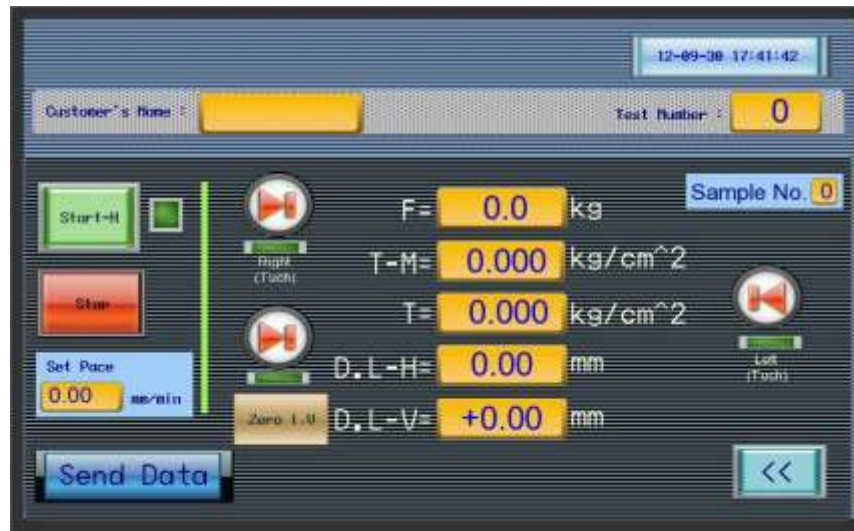 12-09-30 17:41:42
Customer's Name :
Test Number : 0
Sample No. 0
Start-H
Stop
Set Pace
0.00 mm/min
Send Data
Right
(Tuch)
Zero L.V
F= 0.0 kg
T-M= 0.000 kg/cm^2
T= 0.000 kg/cm^2
D.L-H= 0.00 mm
D.L-V= +0.00 mm
Left
(Tuch)
<<